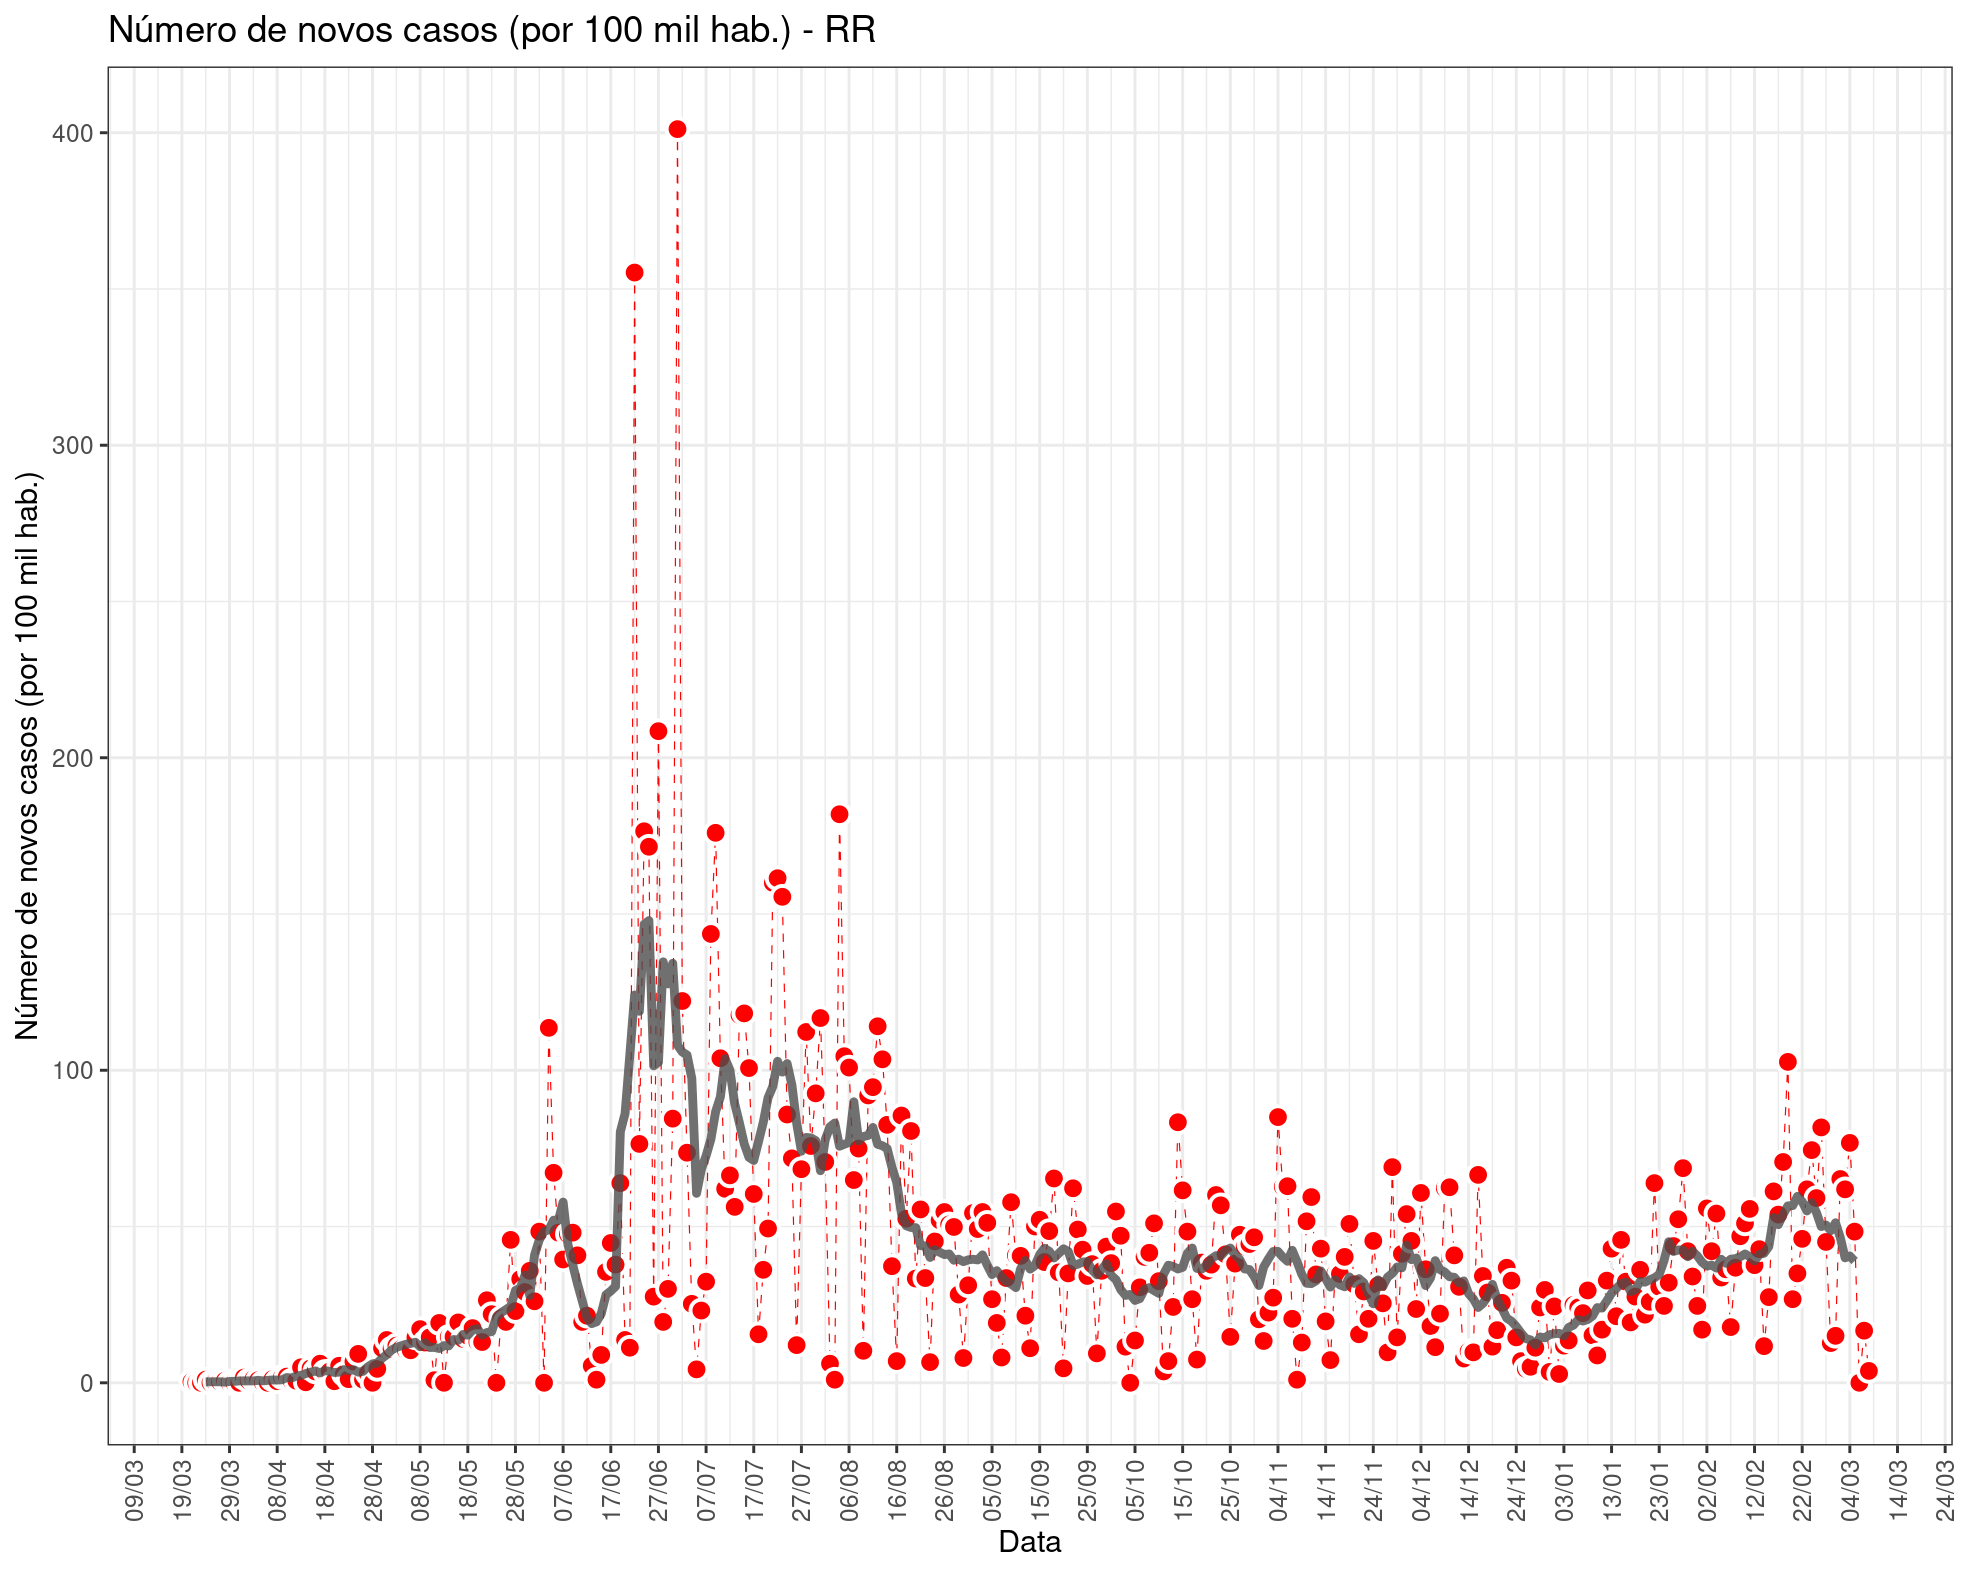 Número de novos casos (por 100 mil hab.) - RR
Número de novos casos (por 100 mil hab.)
400
300
200
100
0
09/03 19/03 29/03 08/04 18/04 28/04 08/05 18/05 28/05 07/06 17/06 27/06 07/07 17/07 27/07 06/08 16/08 26/08 05/09 15/09 25/09 05/10 15/10 25/10 04/11 14/11 24/11 04/12 14/12 24/12 03/01 13/01 23/01 02/02 12/02 22/02 04/03 14/03 24/03
Data